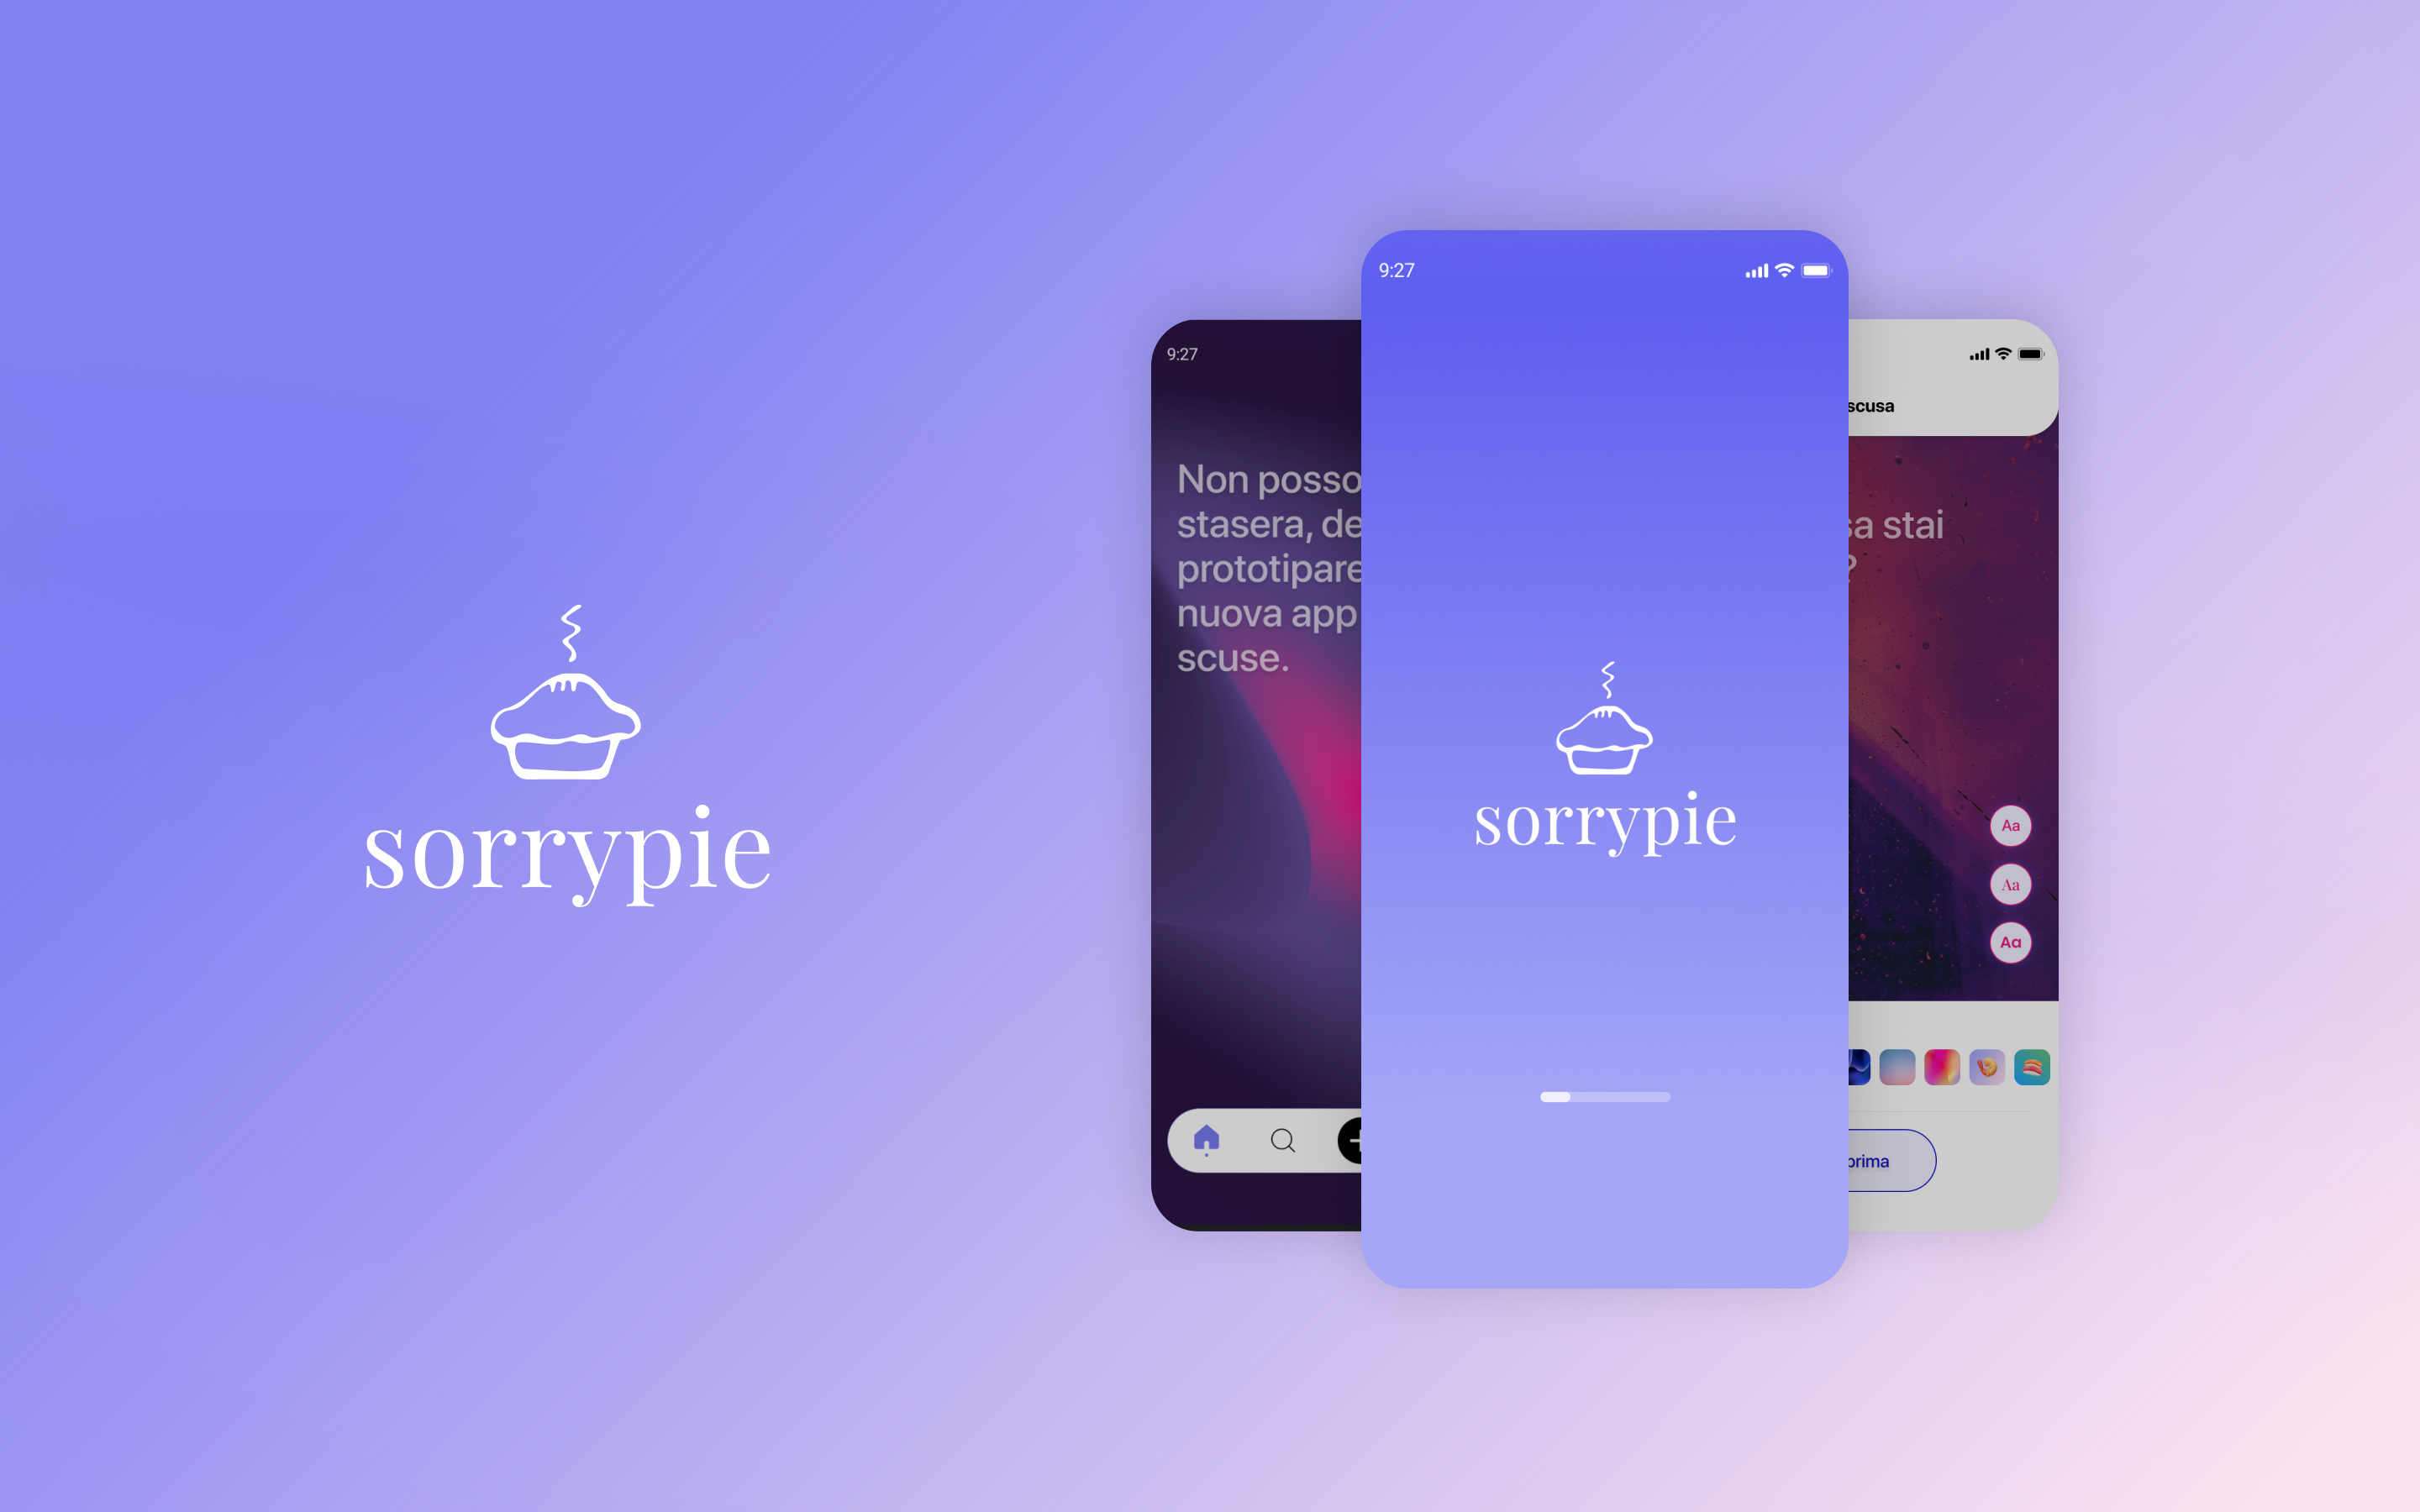 sorrypie
9:27
Non posso
stasera, de
prototipare
nuova app
scuse.
9:27
sorrypie
scusa
sa stai
?
Aa
Aa
Aa
prima